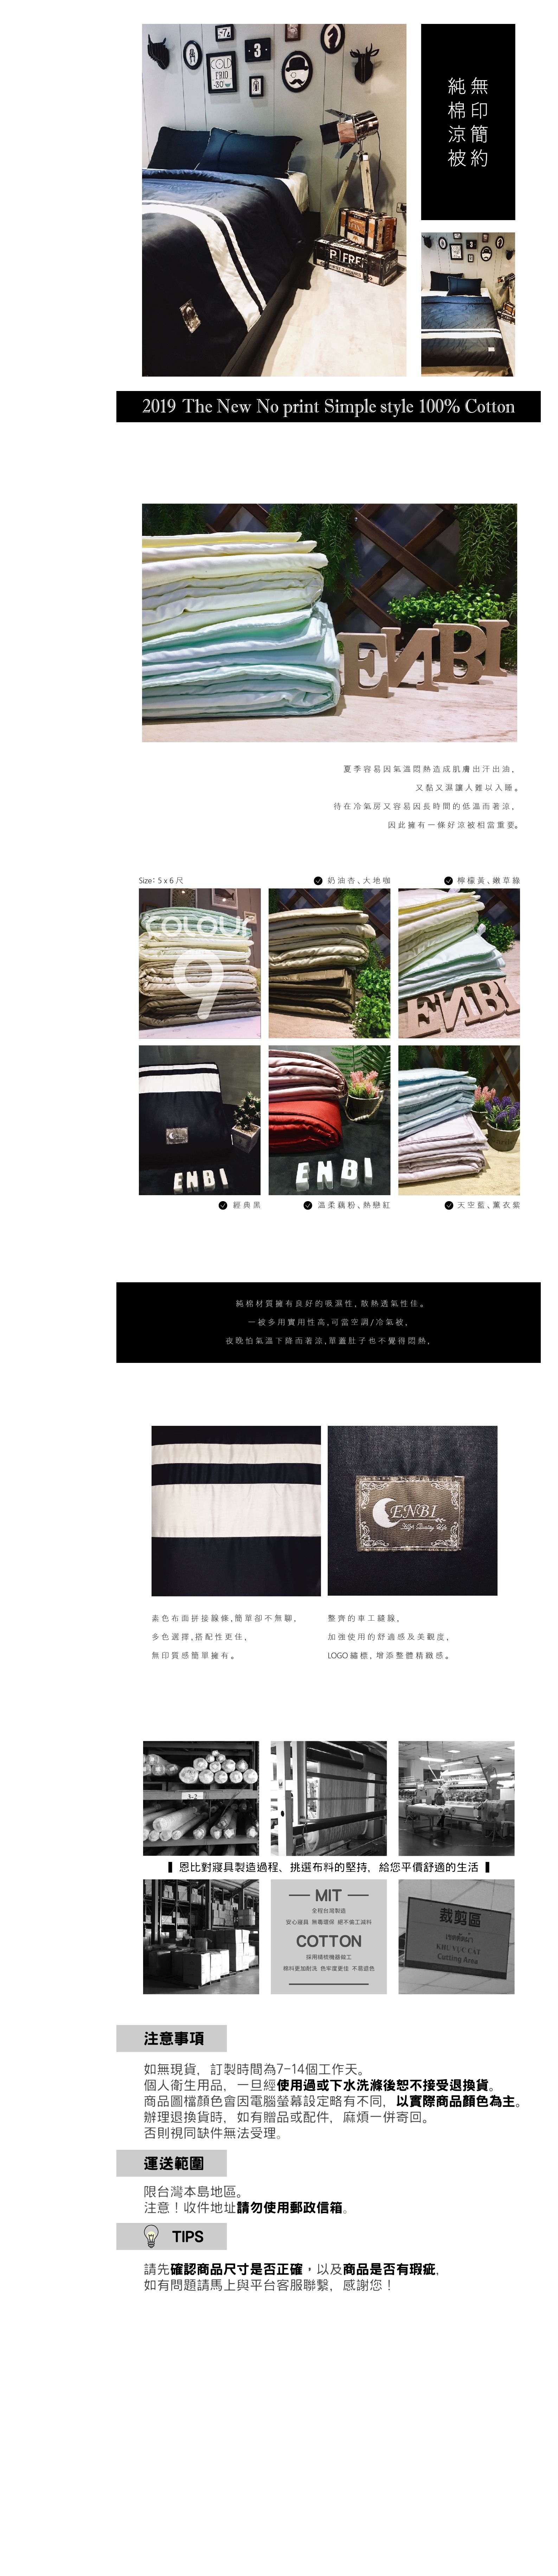 無印簡約
純棉涼被
2019 The New No print Simple style 100% Cotton
ENBI
夏季容易因氣溫悶熱造成肌膚出汗出油,
又黏又濕讓人難以入睡。
待在冷氣房又容易因長時間的低溫而著涼,
因此擁有一條好涼被相當重要。
Size: 5 x 6 尺
奶油杏、大地咖
檸檬黃、嫩草綠
COLOUR
9
ENBI
ENBI
ENBI
經典黑
溫柔藕粉、熱戀紅
天空藍、薰衣紫
純棉材質擁有良好的吸濕性, 散熱透氣性佳。
一被多用實用性高,可當空調/冷氣被,
夜晚怕氣溫下降而著涼,單蓋肚子也不覺得悶熱,
ENBI
High Quality Life
素色布面拼接線條,簡單卻不無聊,
多色選擇,搭配性更佳,
無印質感簡單擁有。
整齊的車工縫線,
加強使用的舒適感及美觀度,
LOGO 繡標, 增添整體精緻感。
3-2
恩比對寢具製造過程、挑選布料的堅持，給您平價舒適的生活
MIT
全程台灣製造
安心寢具 無毒環保 絕不偷工減料
COTTON
採用精梳機器織工
棉料更加耐洗 色牢度更佳 不易退色
裁剪區
KHU VỰC CẮT
Cutting Area
注意事項
如無現貨，訂製時間為7-14個工作天。
個人衛生用品，一旦經使用過或下水洗滌後恕不接受退換貨。
商品圖檔顏色會因電腦螢幕設定略有不同，以實際商品顏色為主。
辦理退換貨時，如有贈品或配件，麻煩一併寄回。
否則視同缺件無法受理。
運送範圍
限台灣本島地區。
注意！收件地址請勿使用郵政信箱。
TIPS
請先確認商品尺寸是否正確，以及商品是否有瑕疵，
如有問題請馬上與平台客服聯繫，感謝您！